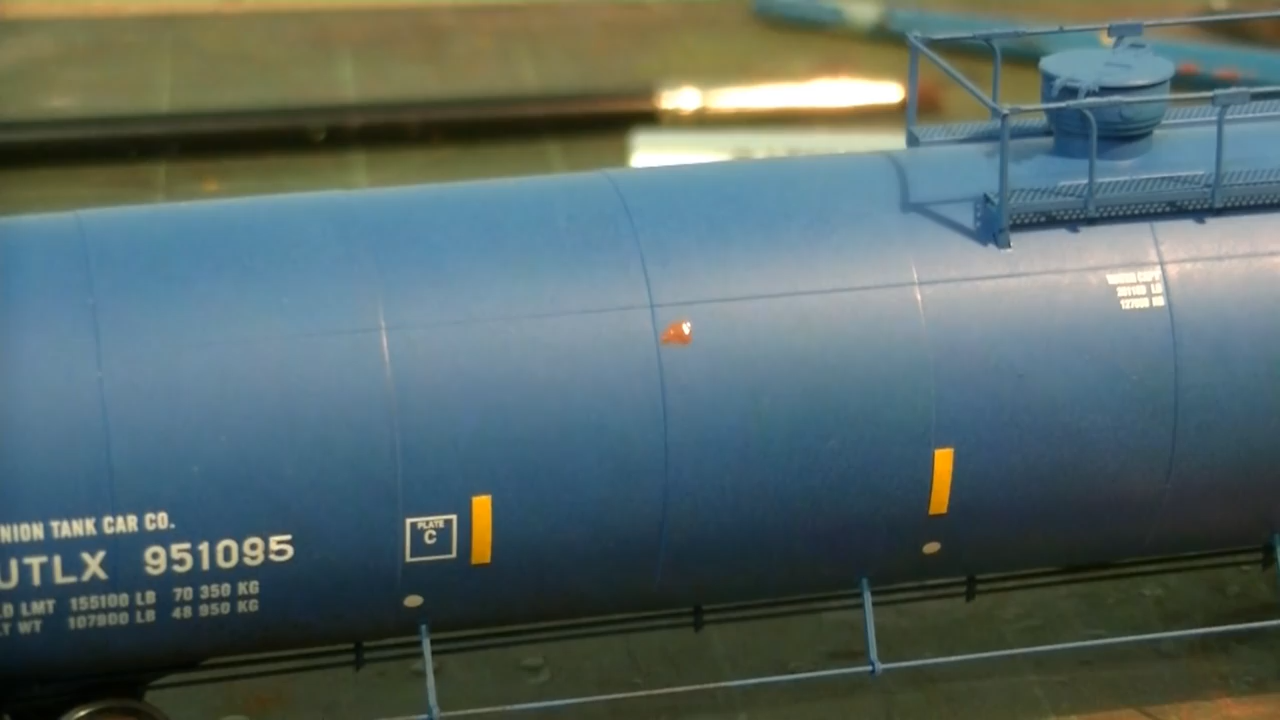 NION TANK CAR CO.
UTLX 951095
LD LMT 155100 LB 70 350 KG
LT WT 107900 LB 48 950 KG
PLATE
C